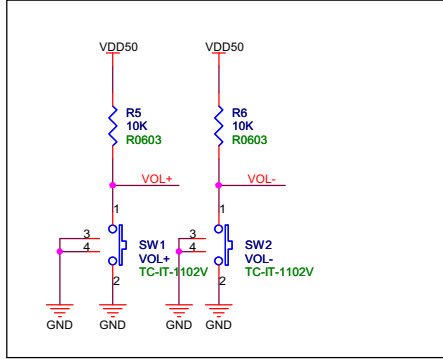 VDD50 VDD50
R5 R6
10K 10K
R0603 R0603
VOL+ VOL-
1 1
3 3
4 4
SW1 SW2
VOL+ VOL-
TC-IT-1102V TC-IT-1102V
2 2
GND GND GND GND